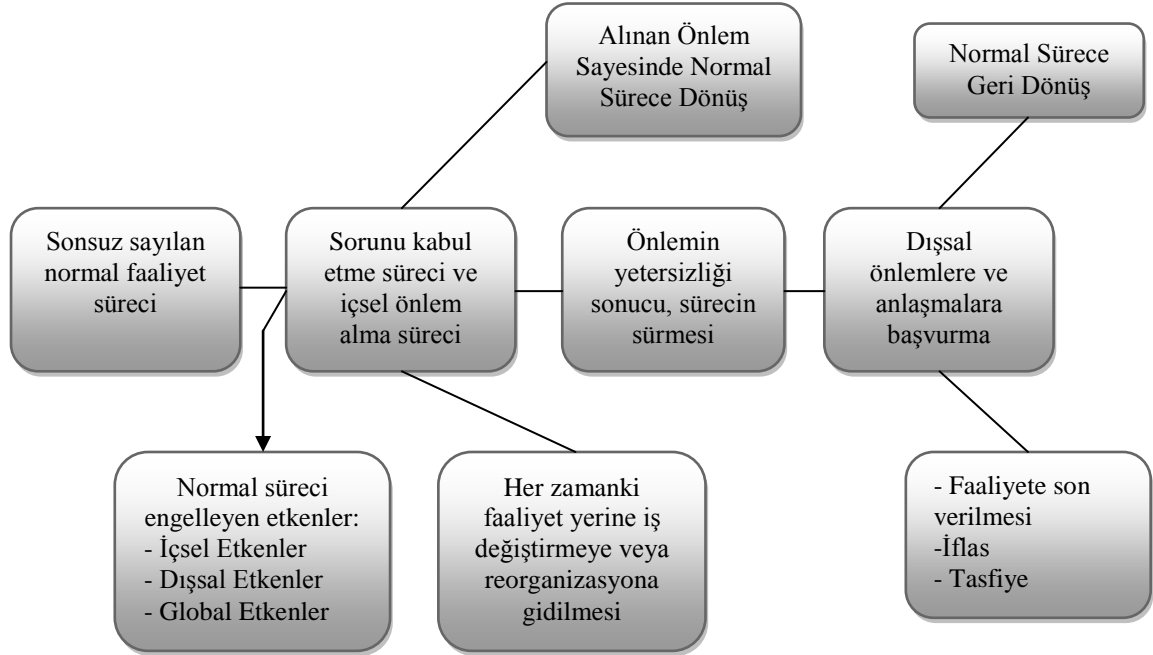 Alınan Önlem
Sayesinde Normal
Sürece Dönüş
Normal Sürece
Geri Dönüş
Sonsuz sayılan
normal faaliyet
süreci
Sorunu kabul
etme süreci ve
içsel önlem
alma süreci
Önlemin
yetersizliği
sonucu, sürecin
sürmesi
Dışsal
önlemlere ve
anlaşmalara
başvurma
Normal süreci
engelleyen etkenler:
- İçsel Etkenler
- Dışsal Etkenler
- Global Etkenler
Her zamanki
faaliyet yerine iş
değiştirmeye veya
reorganizasyona
gidilmesi
- Faaliyete son
verilmesi
-İflas
- Tasfiye